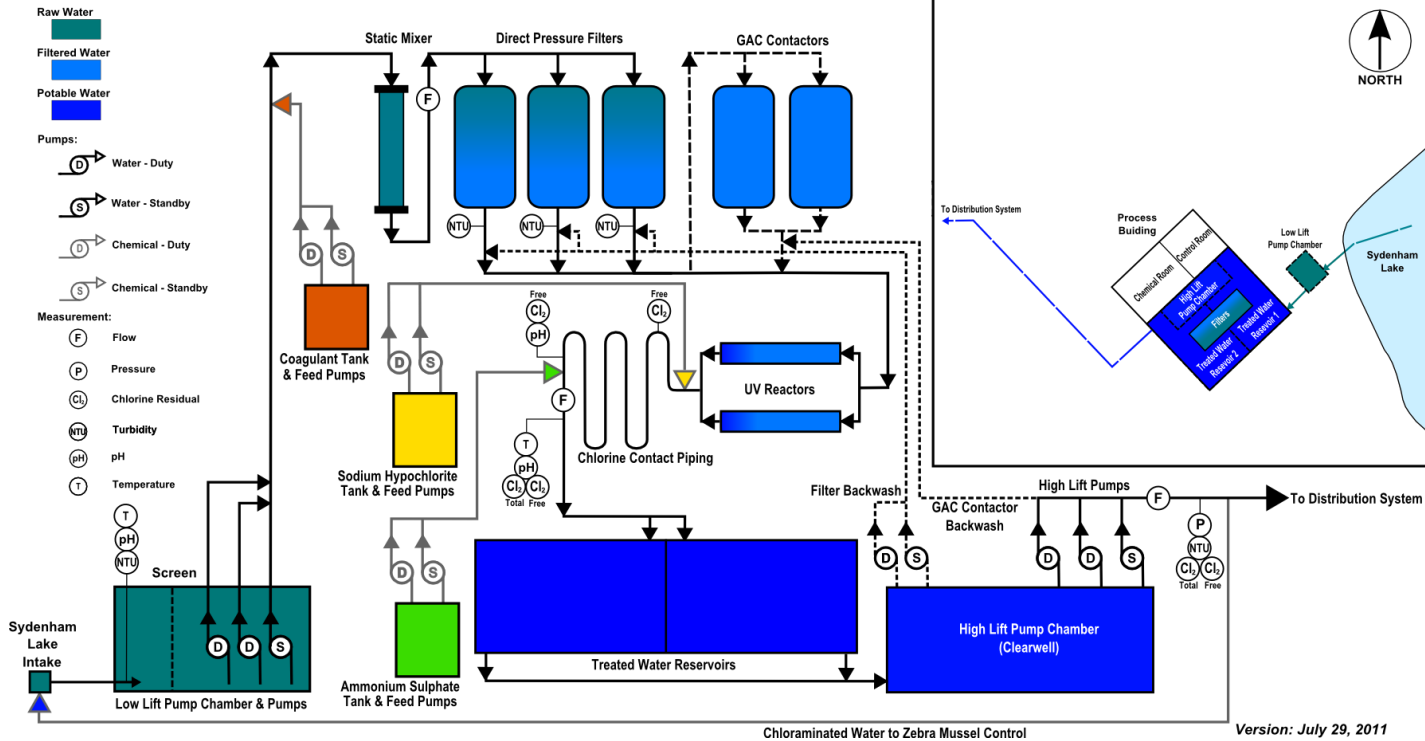 Raw Water
Filtered Water
Potable Water
Pumps:
D
Water - Duty
S
Water - Standby
D
Chemical - Duty
S
Chemical - Standby
Measurement:
F
Flow
P
Pressure
Cl₂
Chlorine Residual
NTU
Turbidity
pH
pH
T
Temperature
Static Mixer
Direct Pressure Filters
GAC Contactors
F
NTU
NTU
NTU
D
S
Coagulant Tank
& Feed Pumps
D
S
Sodium Hypochlorite
Tank & Feed Pumps
D
S
Ammonium Sulphate
Tank & Feed Pumps
Free
Cl₂
pH
Free
Cl₂
F
T
pH
Cl₂
Cl₂
Total
Free
UV Reactors
Chlorine Contact Piping
T
pH
NTU
Screen
Sydenham
Lake
Intake
D
D
S
Low Lift Pump Chamber & Pumps
Treated Water Reservoirs
Filter Backwash
D
S
GAC Contactor
Backwash
High Lift Pumps
D
D
S
F
To Distribution System
P
NTU
Cl₂
Cl₂
Total
Free
High Lift Pump Chamber
(Clearwell)
Chloraminated Water to Zebra Mussel Control
Version: July 29, 2011
NORTH
To Distribution System
Process
Buiding
Control Room
Chemical Room
High Lift
Pump Chamber
Filters
Treated Water
Resevoir 1
Treated Water
Resevoir 2
Low Lift
Pump Chamber
Sydenham
Lake